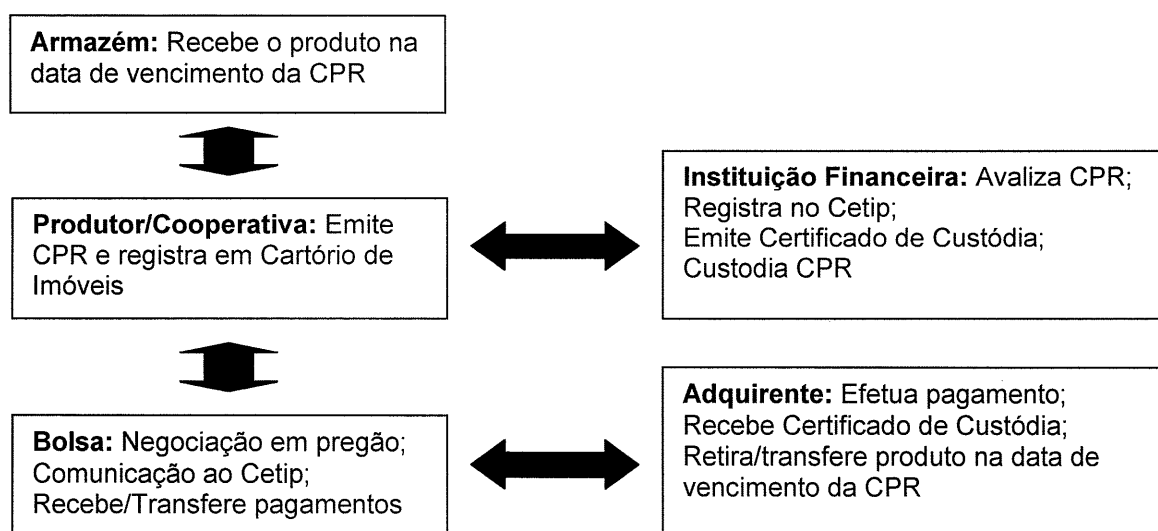 Armazém: Recebe o produto na
data de vencimento da CPR
Produtor/Cooperativa: Emite
CPR e registra em Cartório de
Imóveis
Instituição Financeira: Avaliza CPR;
Registra no Cetip;
Emite Certificado de Custódia;
Custodia CPR
Bolsa: Negociação em pregão;
Comunicação ao Cetip;
Recebe/Transfere pagamentos
Adquirente: Efetua pagamento;
Recebe Certificado de Custódia;
Retira/transfere produto na data de
vencimento da CPR